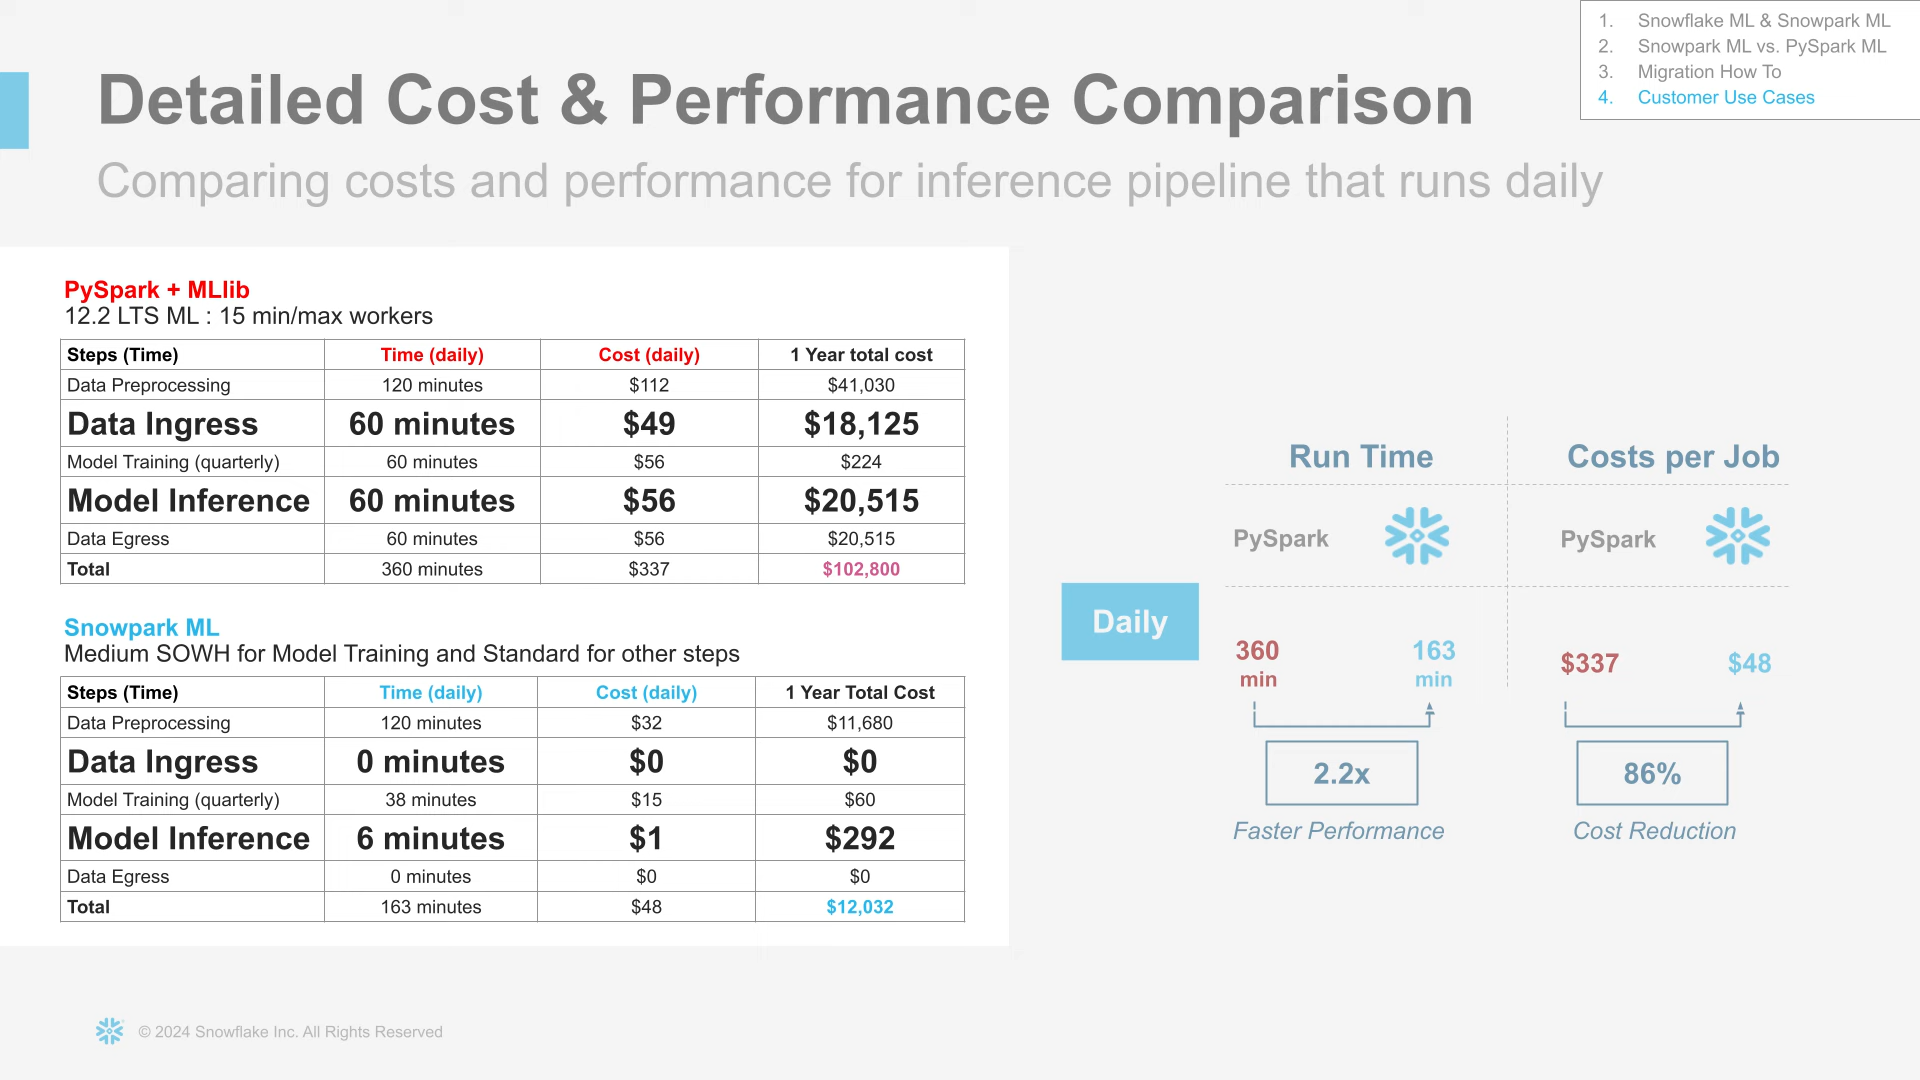 1. Snowflake ML & Snowpark ML
2. Snowpark ML vs. PySpark ML
3. Migration How To
4. Customer Use Cases
Detailed Cost & Performance Comparison
Comparing costs and performance for inference pipeline that runs daily
PySpark + MLlib
12.2 LTS ML : 15 min/max workers
Steps (Time) Time (daily) Cost (daily) 1 Year total cost
Data Preprocessing 120 minutes $112 $41,030
Data Ingress 60 minutes $49 $18,125
Model Training (quarterly) 60 minutes $56 $224
Model Inference 60 minutes $56 $20,515
Data Egress 60 minutes $56 $20,515
Total 360 minutes $337 $102,800
Snowpark ML
Medium SOWH for Model Training and Standard for other steps
Steps (Time) Time (daily) Cost (daily) 1 Year Total Cost
Data Preprocessing 120 minutes $32 $11,680
Data Ingress 0 minutes $0 $0
Model Training (quarterly) 38 minutes $15 $60
Model Inference 6 minutes $1 $292
Data Egress 0 minutes $0 $0
Total 163 minutes $48 $12,032
Run Time Costs per Job
PySpark PySpark
Daily
360 163 $337 $48
min min
2.2x 86%
Faster Performance Cost Reduction
© 2024 Snowflake Inc. All Rights Reserved